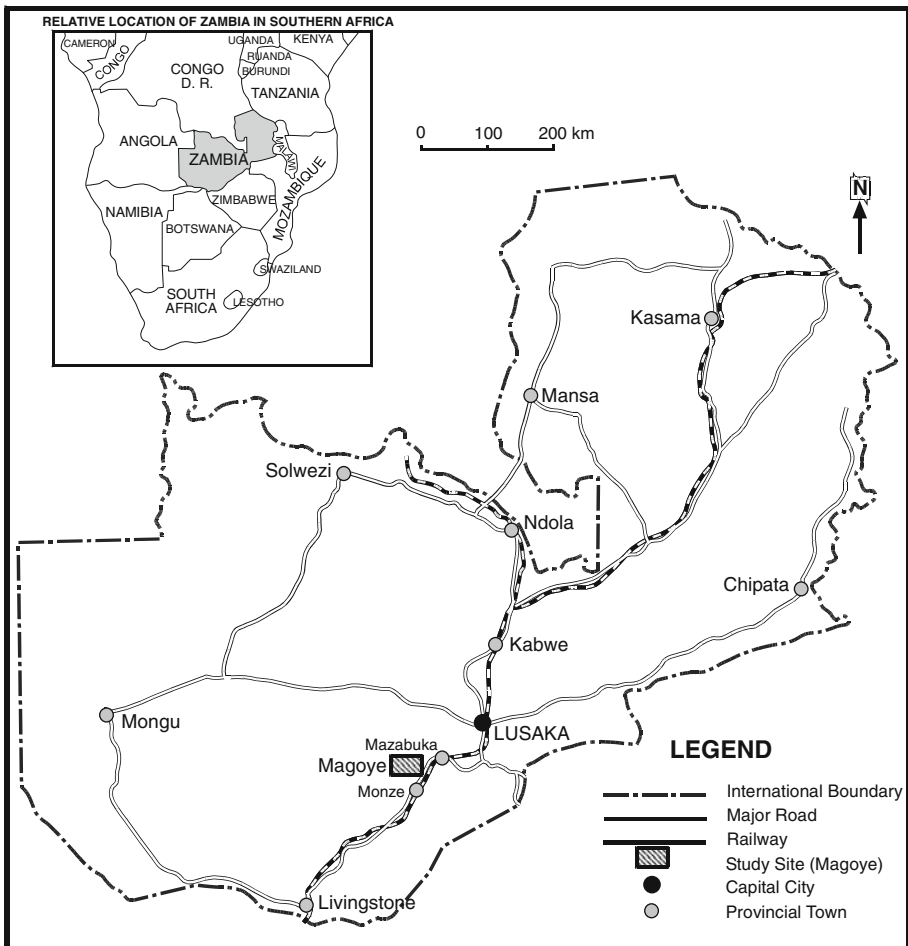 RELATIVE LOCATION OF ZAMBIA IN SOUTHERN AFRICA
CAMERON
CONGO
UGANDA
KENYA
RUANDA
BURUNDI
CONGO
D. R.
TANZANIA
ANGOLA
ZAMBIA
MALAWI
MOZAMBIQUE
ZIMBABWE
NAMIBIA
BOTSWANA
SWAZILAND
SOUTH
AFRICA
LESOTHO
0 100 200 km
N
Kasama
Mansa
Solwezi
Ndola
Chipata
Kabwe
Mongu
LUSAKA
Mazabuka
Magoye
Monze
Livingstone
LEGEND
International Boundary
Major Road
Railway
Study Site (Magoye)
Capital City
Provincial Town